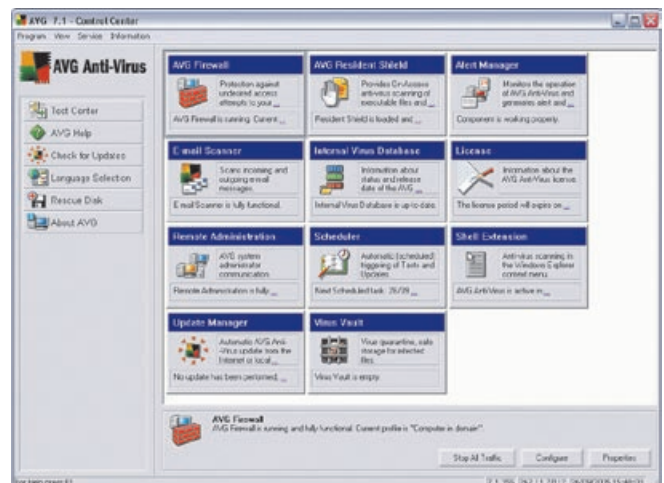 AVG 7.1 - Control Center
Program View Service Information
AVG Anti-Virus
Test Center
AVG Help
Check for Updates
Language Selection
Rescue Disk
About AVG
AVG Firewall
Protection against
undesired access
attempts to your ...
AVG Firewall is running. Current ...
AVG Resident Shield
Provides On-Access
anti-virus scanning of
executable files and ...
Resident Shield is loaded and ...
Alert Manager
Monitors the operation
of AVG Anti-Virus and
generates alert and ...
Component is working properly.
E-mail Scanner
Scans incoming and
outgoing e-mail
messages.
E-mail Scanner is fully functional.
Internal Virus Database
Information about
status and release
date of the AVG ...
Internal Virus Database is up-to-date.
License
Information about the
AVG Anti-Virus license.
The license period will expire on ...
Remote Administration
AVG system
administrator
communication.
Remote Administration is fully ...
Scheduler
Automatic (scheduled)
triggering of Tests and
Updates.
Next Scheduled task: 26/09 ...
Shell Extension
Anti-virus scanning in
the Windows Explorer
context menu.
AVG Anti-Virus is active in ...
Update Manager
Automatic AVG Anti-
-Virus update from the
Internet or local ...
No update has been performed, ...
Virus Vault
Virus quarantine, safe
storage for infected
files.
Virus Vault is empty.
AVG Firewall
AVG Firewall is running and fully functional. Current profile is "Computer in domain".
Stop All Traffic
Configure
Properties